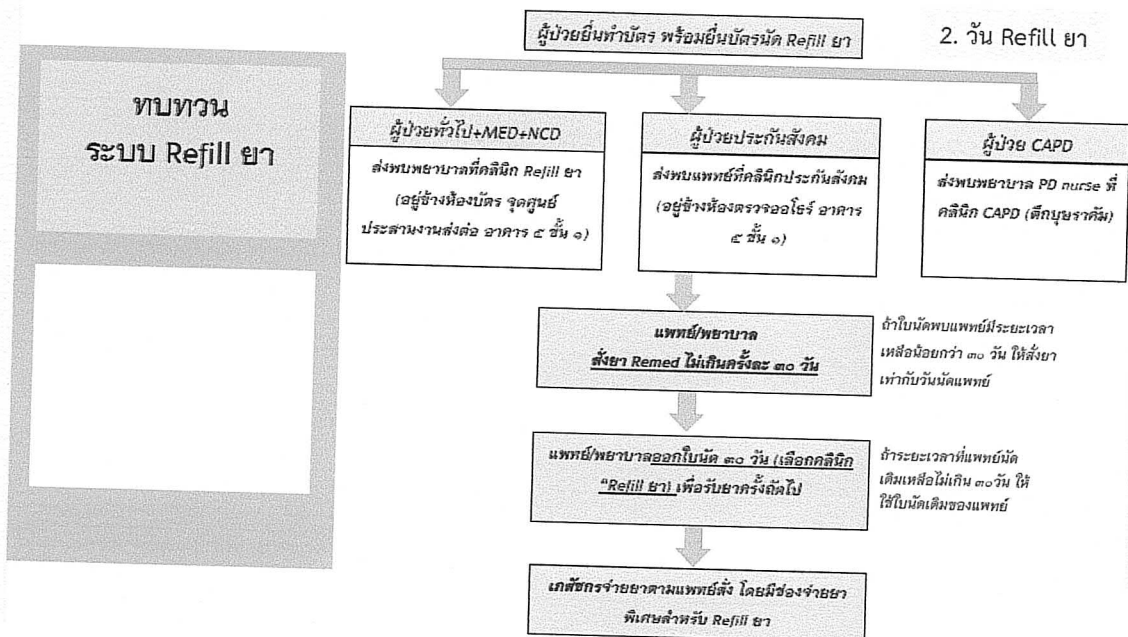 ทบทวน
ระบบ Refill ยา
2. วัน Refill ยา
ผู้ป่วยยื่นทำบัตร พร้อมยื่นบัตรนัด Refill ยา
ผู้ป่วยทั่วไป+MED+NCD
ส่งพบพยาบาลที่คลินิก Refill ยา
(อยู่ข้างห้องบัตร จุดศูนย์
ประสานงานส่งต่อ อาคาร ๕ ชั้น ๑)
ผู้ป่วยประกันสังคม
ส่งพบแพทย์ที่คลินิกประกันสังคม
(อยู่ข้างห้องตรวจออโธร์ อาคาร
๕ ชั้น ๑)
ผู้ป่วย CAPD
ส่งพบพยาบาล PD nurse ที่
คลินิก CAPD (ตึกบุษราคัม)
แพทย์/พยาบาล
สั่งยา Remed ไม่เกินครั้งละ ๓๐ วัน
ถ้าใบนัดพบแพทย์มีระยะเวลา
เหลือน้อยกว่า ๓๐ วัน ให้สั่งยา
เท่ากับวันนัดแพทย์
แพทย์/พยาบาลออกใบนัด ๓๐ วัน (เลือกคลินิก
"Refill ยา) เพื่อรับยาครั้งถัดไป
ถ้าระยะเวลาที่แพทย์นัด
เดิมเหลือไม่เกิน ๓๐วัน ให้
ใช้ใบนัดเดิมของแพทย์
เภสัชกรจ่ายยาตามแพทย์สั่ง โดยมีช่องจ่ายยา
พิเศษสำหรับ Refill ยา